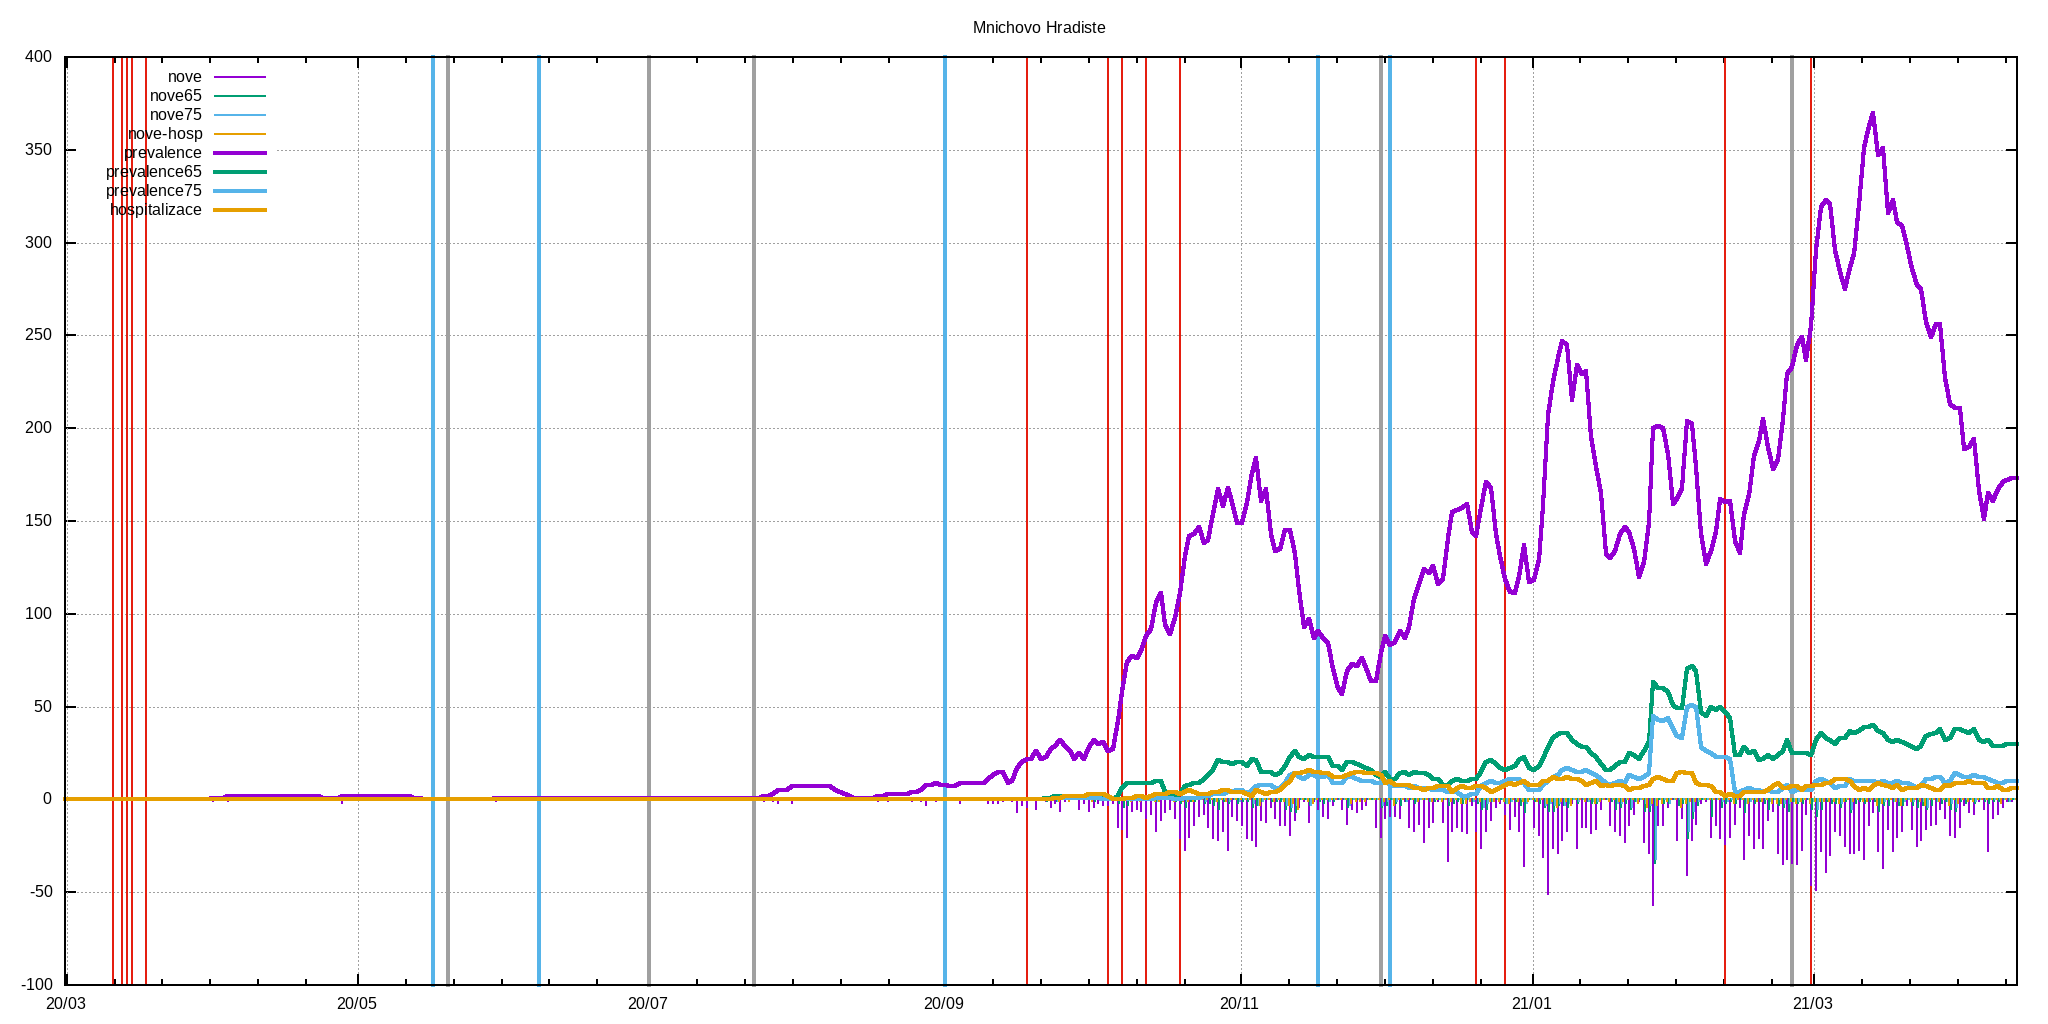 Mnichovo Hradiste
400
350
300
250
200
150
100
50
0
-50
-100
nove
nove65
nove75
nove-hosp
prevalence
prevalence65
prevalence75
hospitalizace
20/03 20/05 20/07 20/09 20/11 21/01 21/03